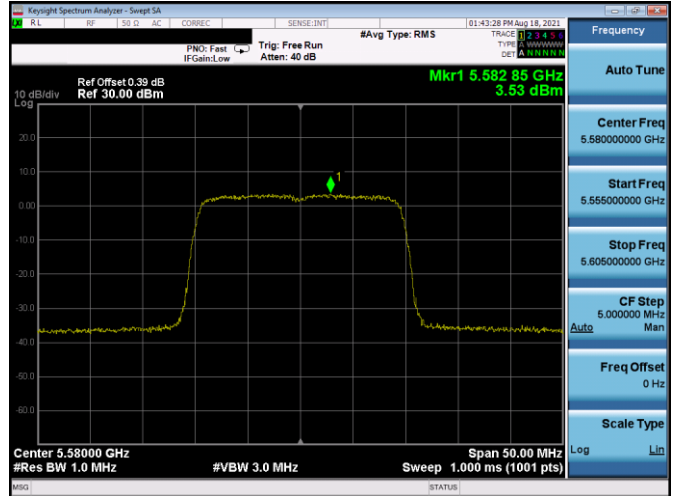 Keysight Spectrum Analyzer - Swept SA
RL RF 50 Ω AC CORREC SENSE:INT 01:43:28 PM Aug 18, 2021
#Avg Type: RMS TRACE 1 2 3 4 5 6
PNO: Fast Trig: Free Run TYPE A WWWWW
IFGain:Low Atten: 40 dB DET A N N N N N
Mkr1 5.582 85 GHz
3.53 dBm
Ref Offset 0.39 dB
10 dB/div Ref 30.00 dBm
Log
1
20.0
10.0
0.00
-10.0
-20.0
-30.0
-40.0
-50.0
-60.0
Center 5.58000 GHz Span 50.00 MHz
#Res BW 1.0 MHz #VBW 3.0 MHz Sweep 1.000 ms (1001 pts)
MSG STATUS
Frequency
Auto Tune
Center Freq
5.580000000 GHz
Start Freq
5.555000000 GHz
Stop Freq
5.605000000 GHz
CF Step
5.000000 MHz
Auto Man
Freq Offset
0 Hz
Scale Type
Log Lin